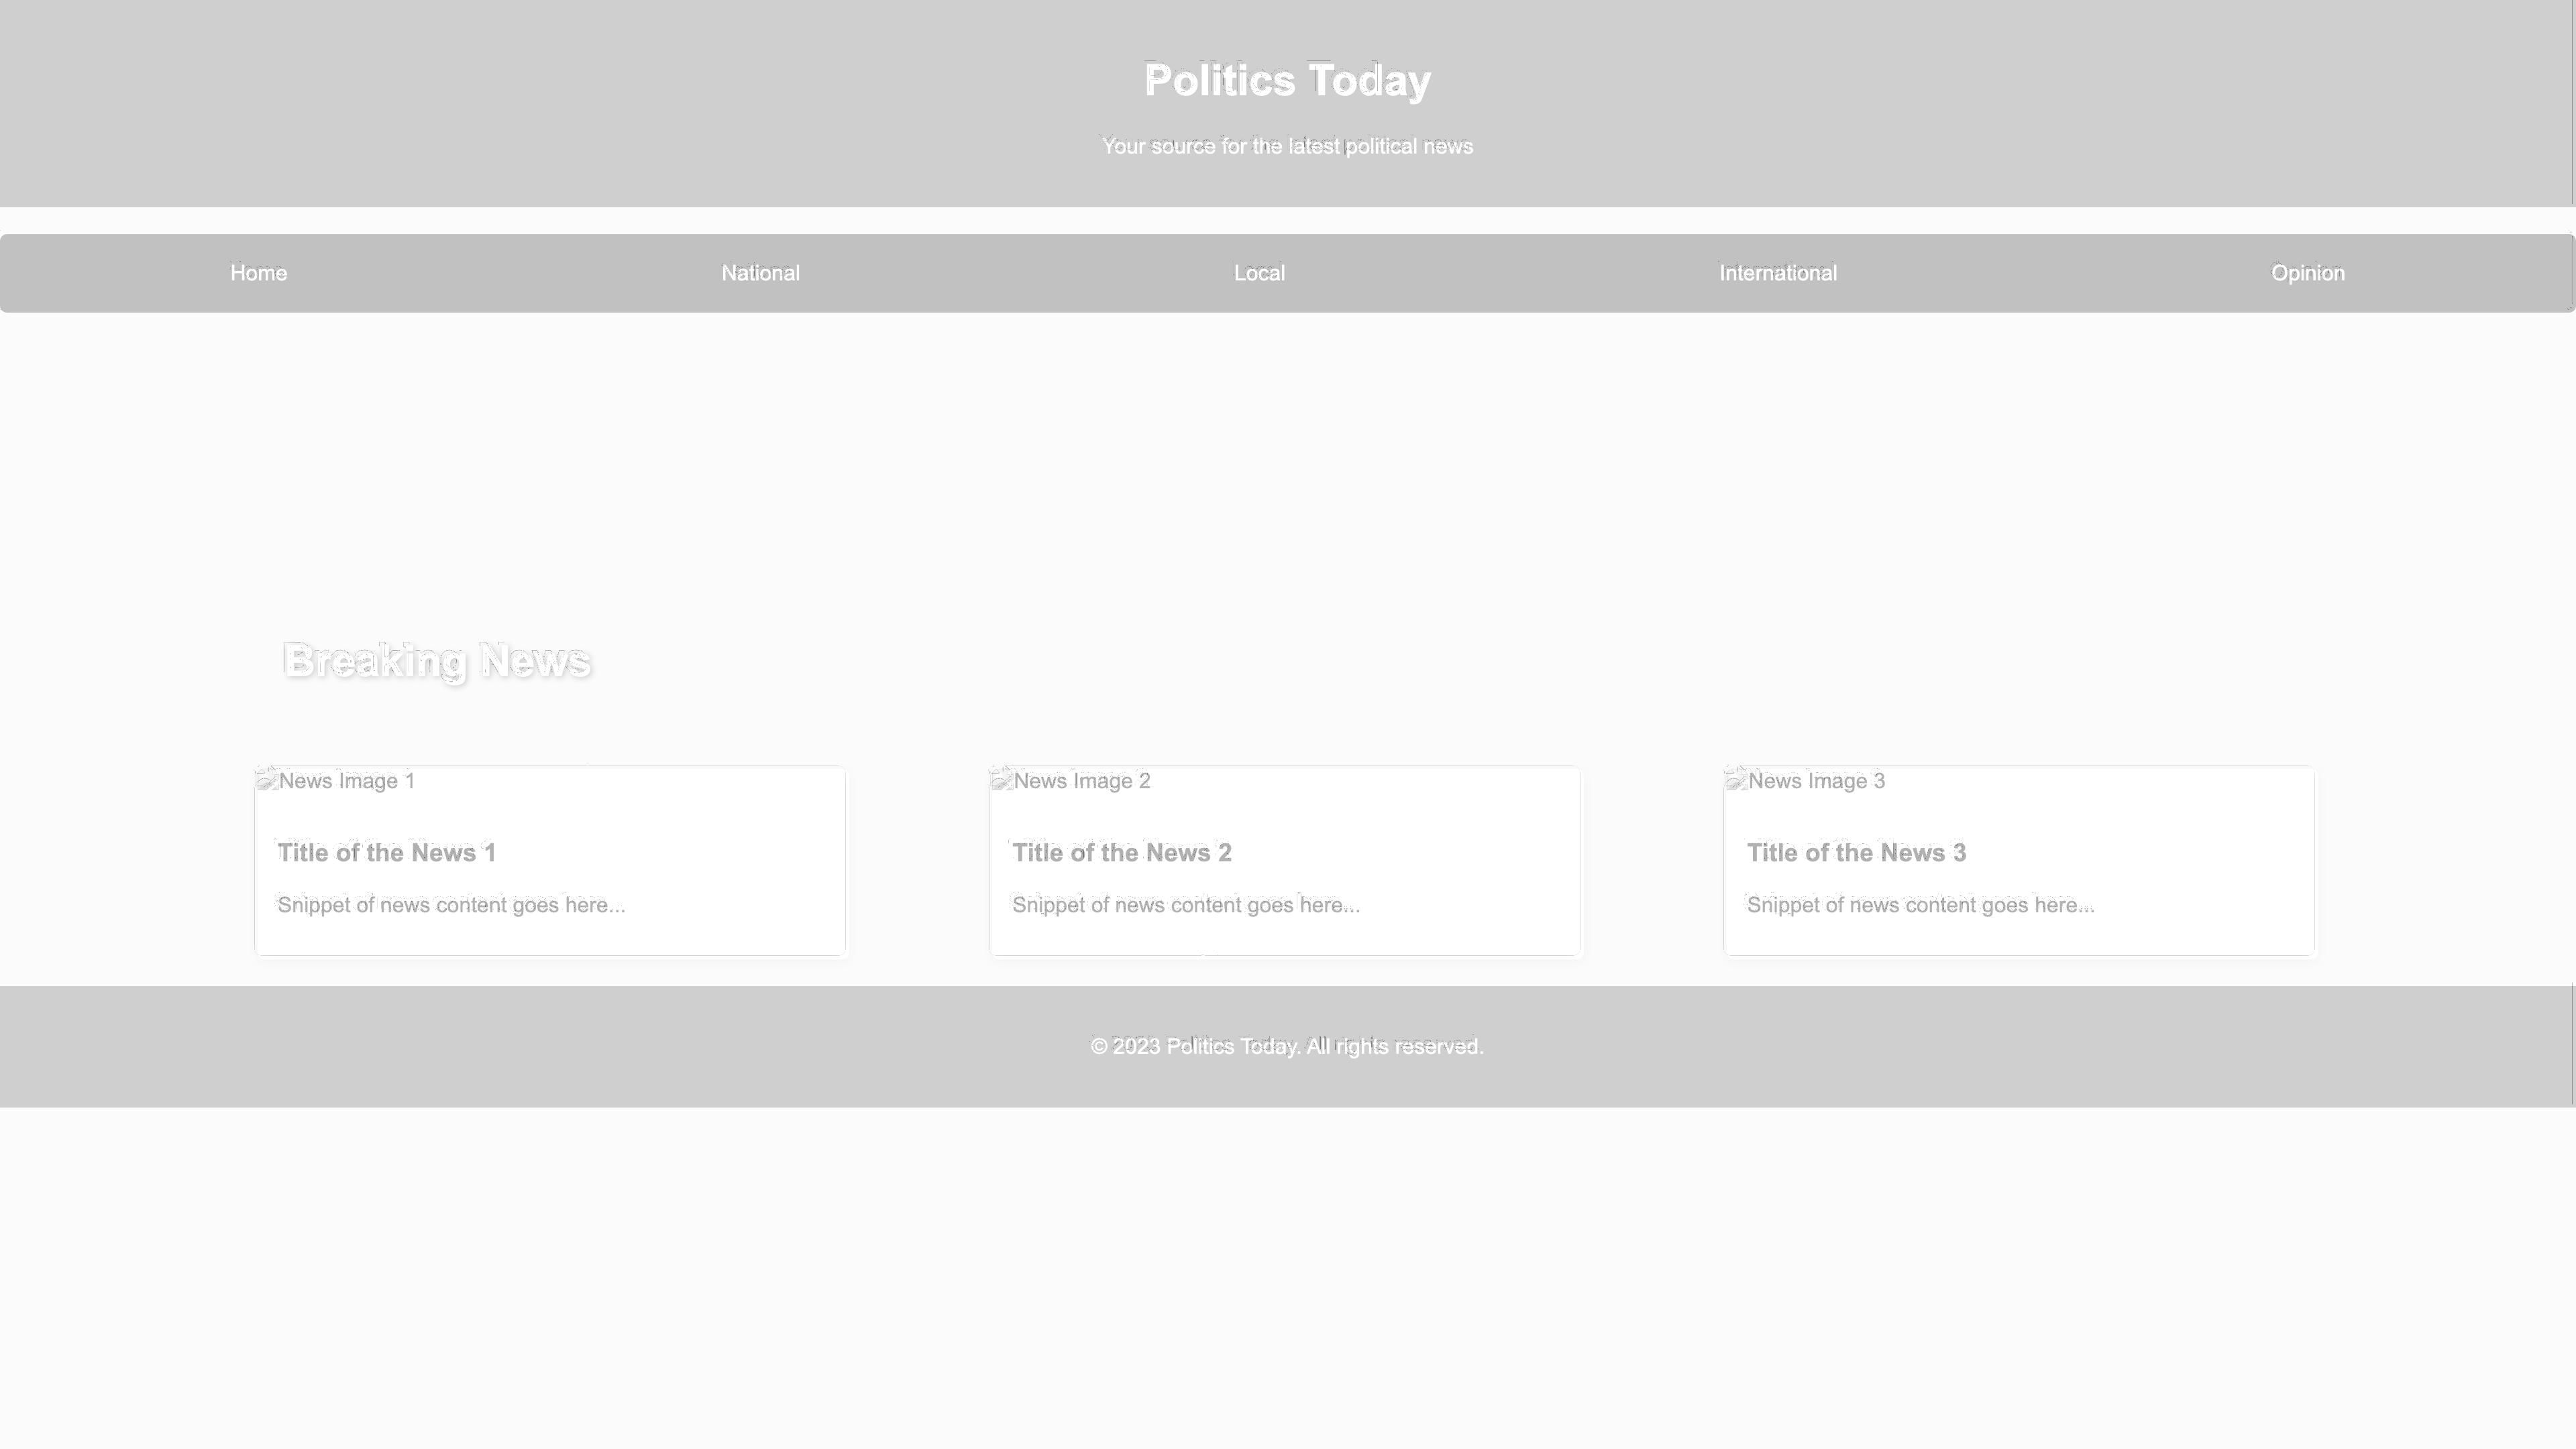 Politics Today
Your source for the latest political news
Home National Local International Opinion
Breaking News
News Image 1 News Image 2 News Image 3
Title of the News 1 Title of the News 2 Title of the News 3
Snippet of news content goes here... Snippet of news content goes here... Snippet of news content goes here...
© 2023 Politics Today. All rights reserved.